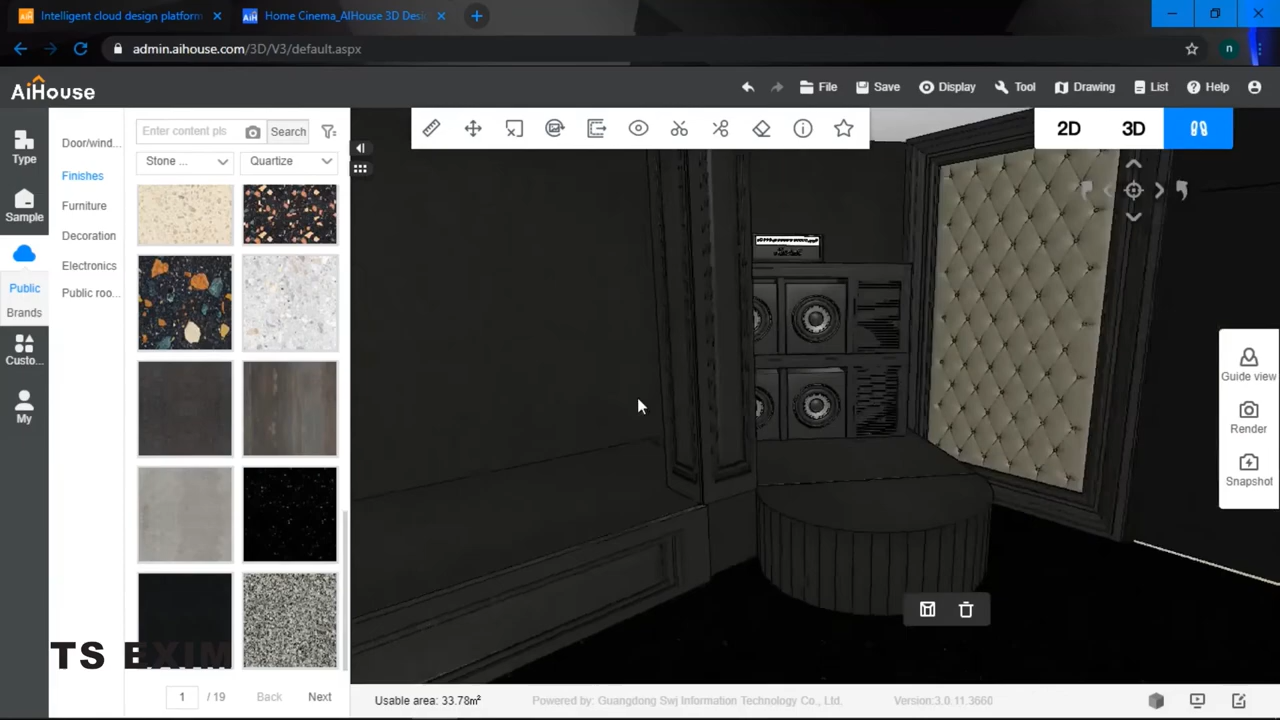 Intelligent cloud design platform
Home Cinema_AIHouse 3D Desi
admin.aihouse.com/3D/V3/default.aspx
n
AiHouse
File
Save
Display
Tool
Drawing
List
Help
Type
Sample
Public
Brands
Custo...
My
Door/wind...
Finishes
Furniture
Decoration
Electronics
Public roo...
Enter content pls
Search
Stone ...
Quartize
2D
3D
Guide view
Render
Snapshot
TS EXIM
1
/ 19
Back
Next
Usable area: 33.78m²
Powered by: Guangdong Swj Information Technology Co., Ltd.
Version:3.0.11.3660